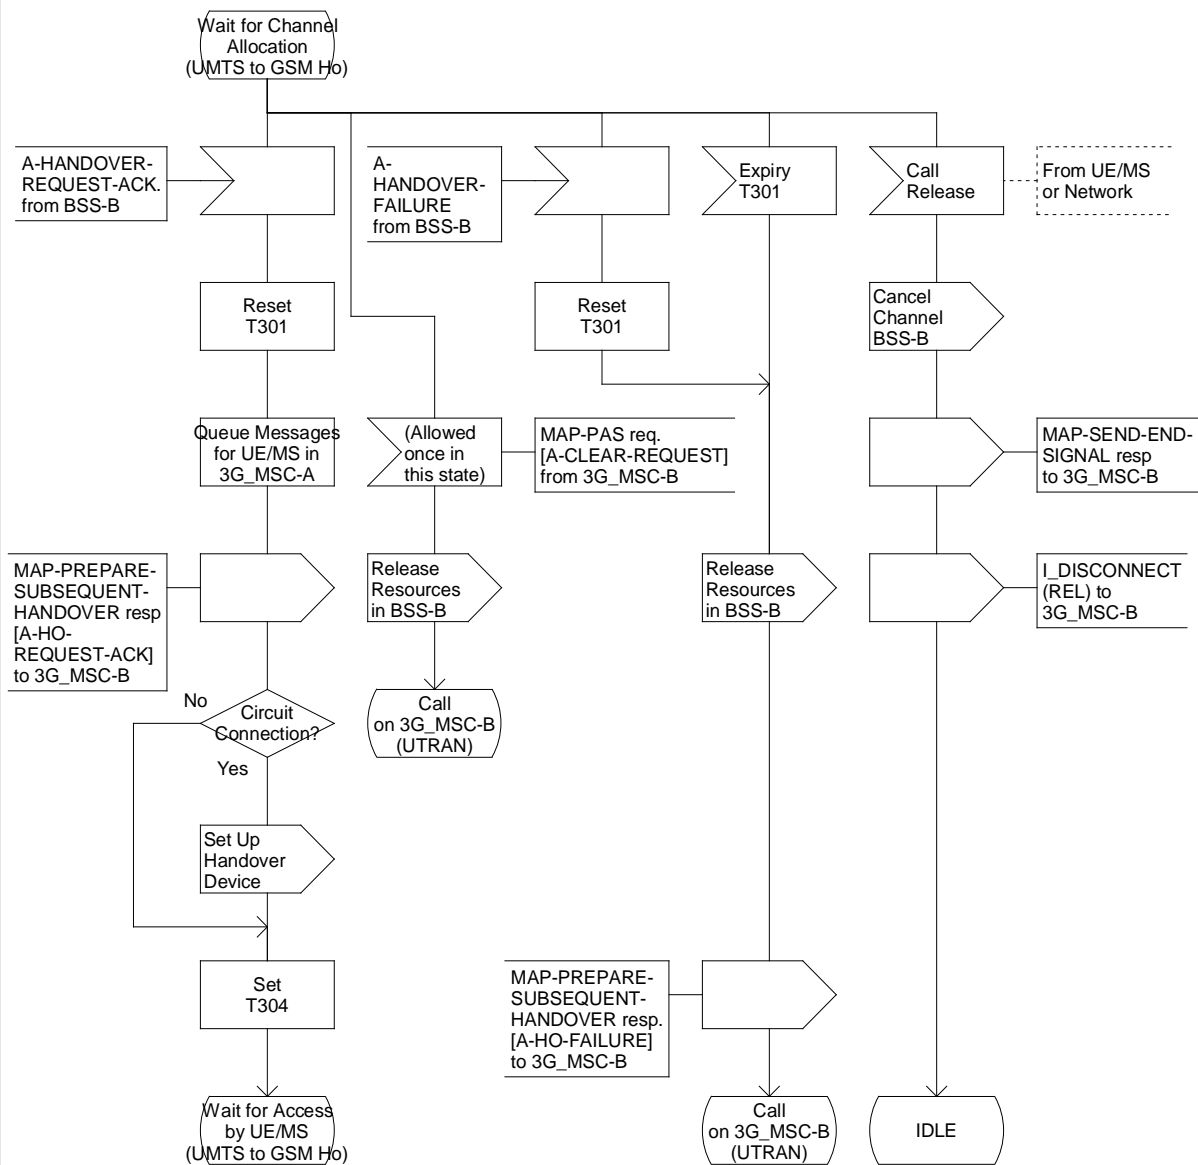 Wait for Channel
Allocation
(UMTS to GSM Ho)
A-HANDOVER-
REQUEST-ACK.
from BSS-B
A-
HANDOVER-
FAILURE
from BSS-B
Expiry
T301
Call
Release
From UE/MS
or Network
Reset
T301
Reset
T301
Cancel
Channel
BSS-B
Queue Messages
for UE/MS in
3G_MSC-A
(Allowed
once in
this state)
MAP-PAS req.
[A-CLEAR-REQUEST]
from 3G_MSC-B
MAP-SEND-END-
SIGNAL resp
to 3G_MSC-B
MAP-PREPARE-
SUBSEQUENT-
HANDOVER resp
[A-HO-
REQUEST-ACK]
to 3G_MSC-B
Release
Resources
in BSS-B
Release
Resources
in BSS-B
I_DISCONNECT
(REL) to
3G_MSC-B
No
Circuit
Connection?
Yes
Call
on 3G_MSC-B
(UTRAN)
Set Up
Handover
Device
Set
T304
MAP-PREPARE-
SUBSEQUENT-
HANDOVER resp.
[A-HO-FAILURE]
to 3G_MSC-B
Wait for Access
by UE/MS
(UMTS to GSM Ho)
Call
on 3G_MSC-B
(UTRAN)
IDLE